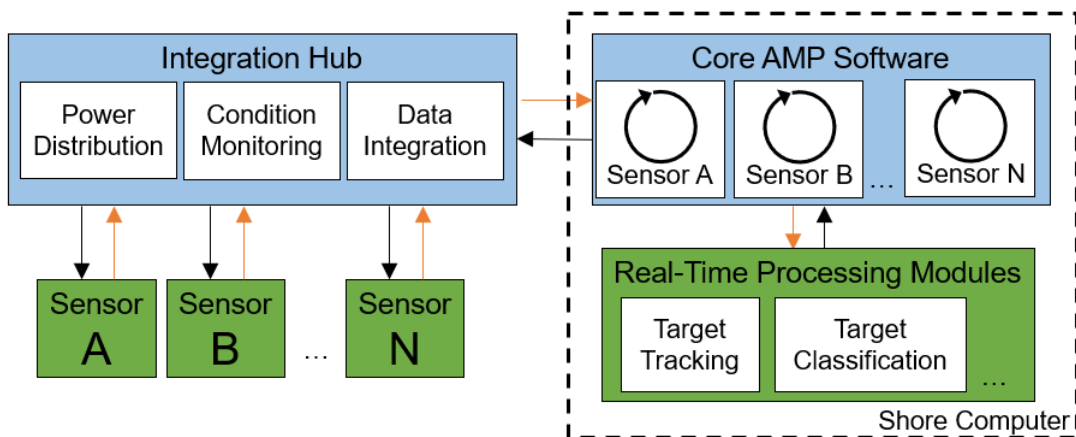 Integration Hub
Power
Distribution
Condition
Monitoring
Data
Integration
Sensor
A
Sensor
B
...
Sensor
N
Core AMP Software
Sensor A
Sensor B
...
Sensor N
Real-Time Processing Modules
Target
Tracking
Target
Classification
...
Shore Computer